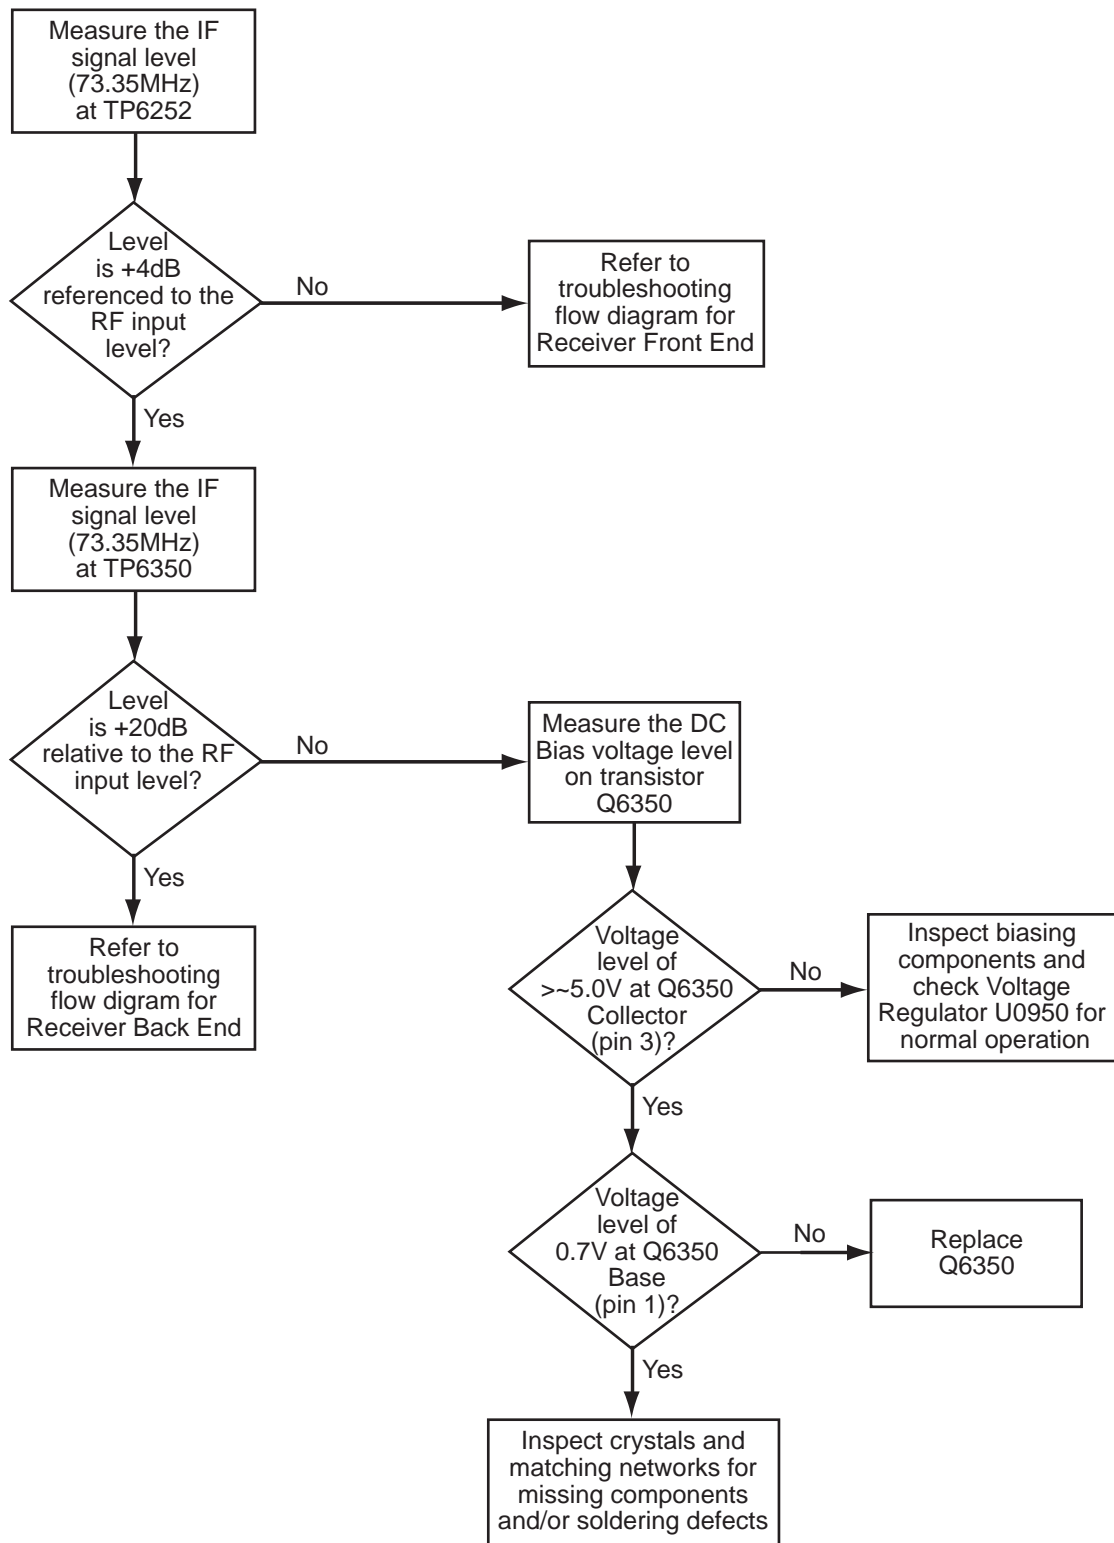 Measure the IF
signal level
(73.35MHz)
at TP6252
Level
is +4dB
referenced to the
RF input
level?
No
Refer to
troubleshooting
flow diagram for
Receiver Front End
Yes
Measure the IF
signal level
(73.35MHz)
at TP6350
Level
is +20dB
relative to the RF
input level?
No
Measure the DC
Bias voltage level
on transistor
Q6350
Yes
Refer to
troubleshooting
flow digram for
Receiver Back End
Voltage
level of
>~5.0V at Q6350
Collector
(pin 3)?
No
Inspect biasing
components and
check Voltage
Regulator U0950 for
normal operation
Yes
Voltage
level of
0.7V at Q6350
Base
(pin 1)?
No
Replace
Q6350
Yes
Inspect crystals and
matching networks for
missing components
and/or soldering defects